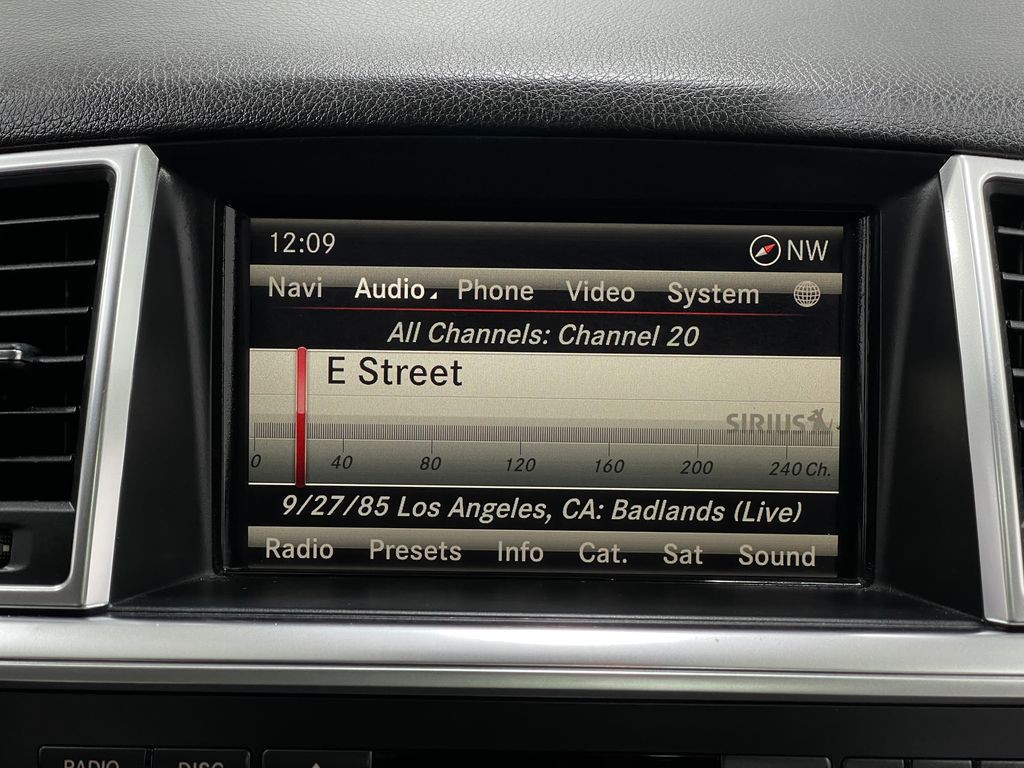 12:09 NW
Navi Audio Phone Video System
All Channels: Channel 20
E Street
SIRIUS
0 40 80 120 160 200 240 Ch.
9/27/85 Los Angeles, CA: Badlands (Live)
Radio Presets Info Cat. Sat Sound
RADIO DISC